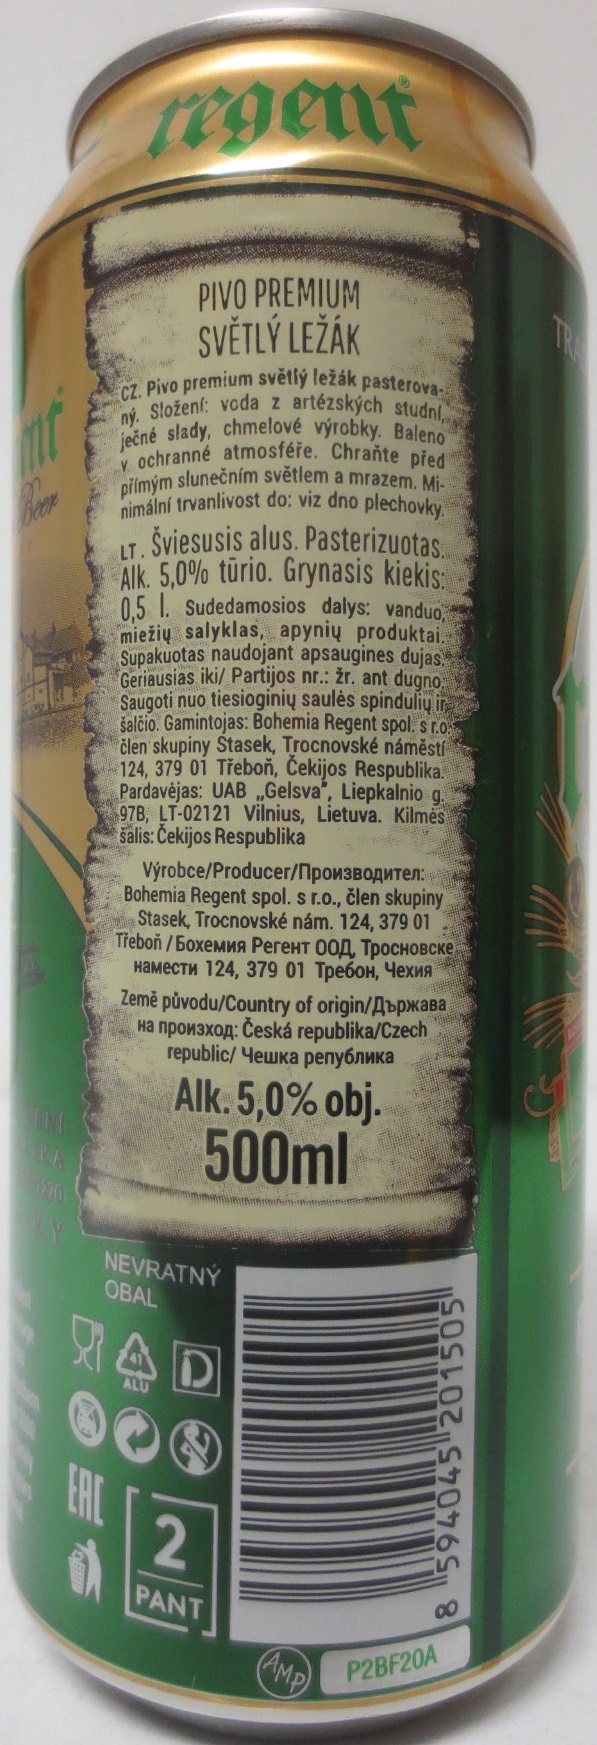 regent®
PIVO PREMIUM
SVĚTLÝ LEŽÁK
CZ. Pivo premium světlý ležák pasterova-
ný. Složení: voda z artézských studní,
ječné slady, chmelové výrobky. Baleno
v ochranné atmosféře. Chraňte před
přímým slunečním světlem a mrazem. Mi-
nimální trvanlivost do: viz dno plechovky.
LT. Šviesusis alus. Pasterizuotas.
Alk. 5,0% tūrio. Grynasis kiekis:
0,5 l. Sudedamosios dalys: vanduo,
miežių salyklas, apynių produktai.
Supakuotas naudojant apsaugines dujas.
Geriausias iki/ Partijos nr.: žr. ant dugno.
Saugoti nuo tiesioginių saulės spindulių ir
šalčio. Gamintojas: Bohemia Regent spol. s r.o.
člen skupiny Stasek, Trocnovské náměstí
124, 379 01 Třeboň, Čekijos Respublika.
Pardavėjas: UAB „Gelsva", Liepkalnio g.
97B, LT-02121 Vilnius, Lietuva. Kilmės
šalis: Čekijos Respublika
Výrobce/Producer/Производител:
Bohemia Regent spol. s r.o., člen skupiny
Stasek, Trocnovské nám. 124, 379 01
Třeboň / Бохемия Регент ООД, Тросновске
намести 124, 379 01 Требон, Чехия
Země původu/Country of origin/Държава
на произход: Česká republika/Czech
republic/ Чешка република
Alk. 5,0% obj.
500ml
NEVRATNÝ
OBAL
41
ALU
D
EAC
2
PANT
8 594045 201505
AMP
P2BF20A
Beer
TRA